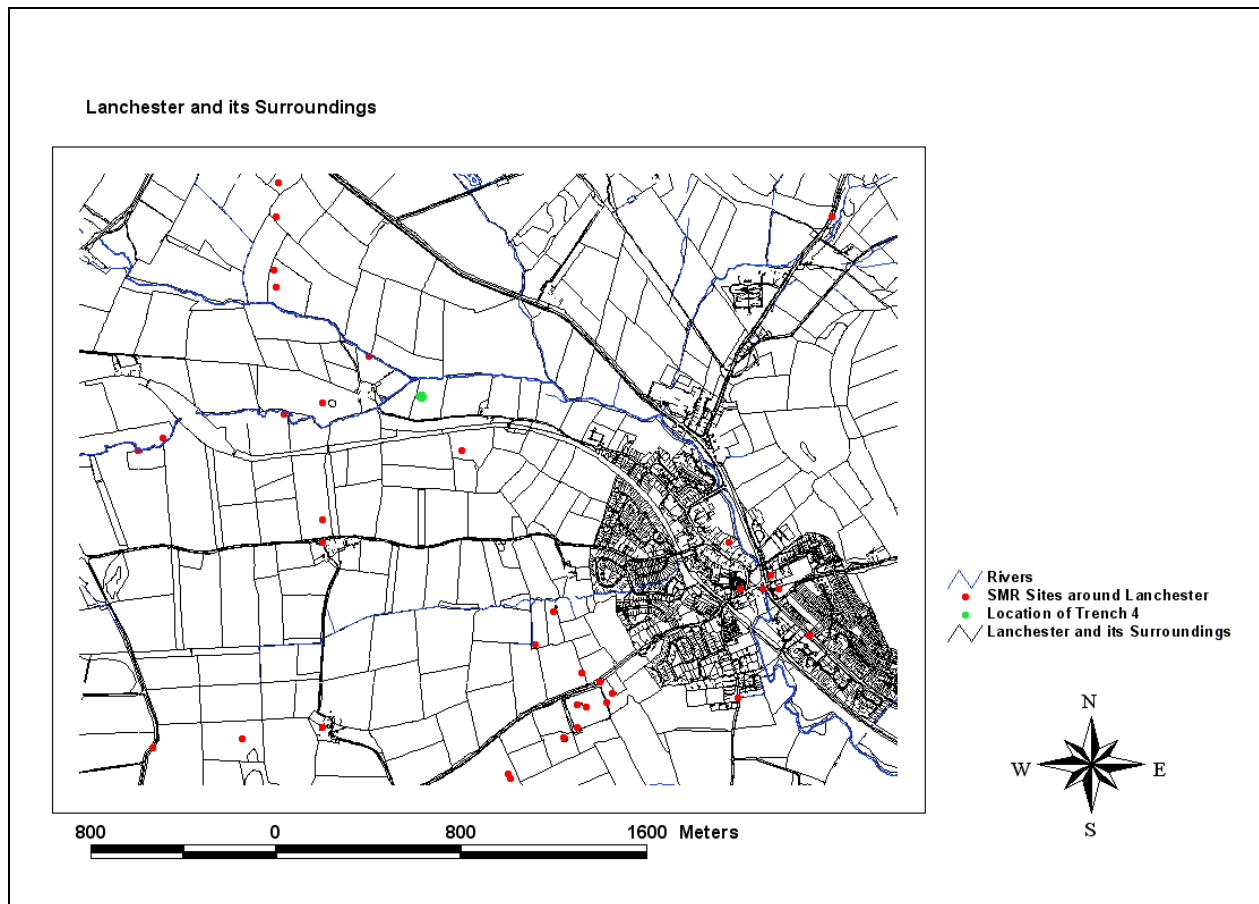 Lanchester and its Surroundings
Rivers
SMR Sites around Lanchester
Location of Trench 4
Lanchester and its Surroundings
N
W E
S
800 0 800 1600 Meters